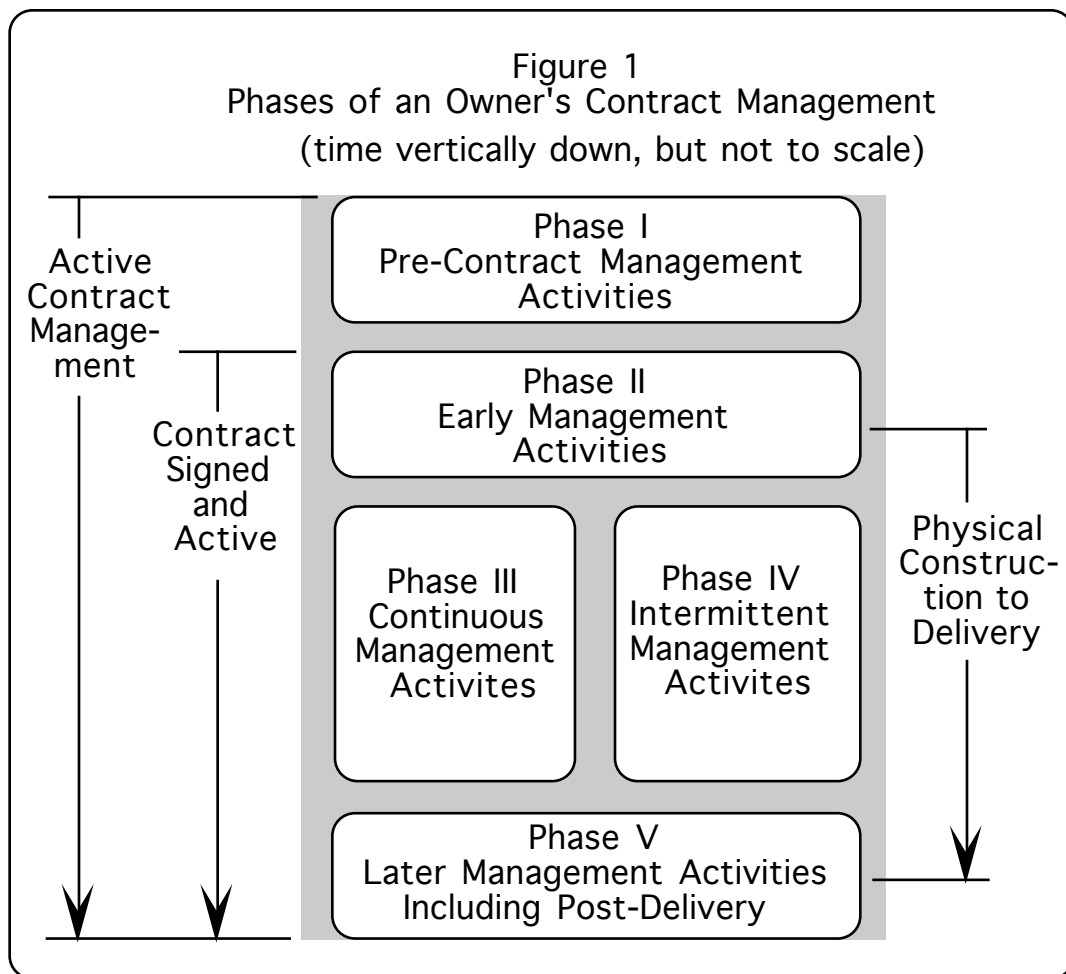 Figure 1
Phases of an Owner's Contract Management
(time vertically down, but not to scale)
Active
Contract
Manage-
ment
Contract
Signed
and
Active
Phase I
Pre-Contract Management
Activities
Phase II
Early Management
Activities
Phase III
Continuous
Management
Activites
Phase IV
Intermittent
Management
Activites
Phase V
Later Management Activities
Including Post-Delivery
Physical
Construc-
tion to
Delivery